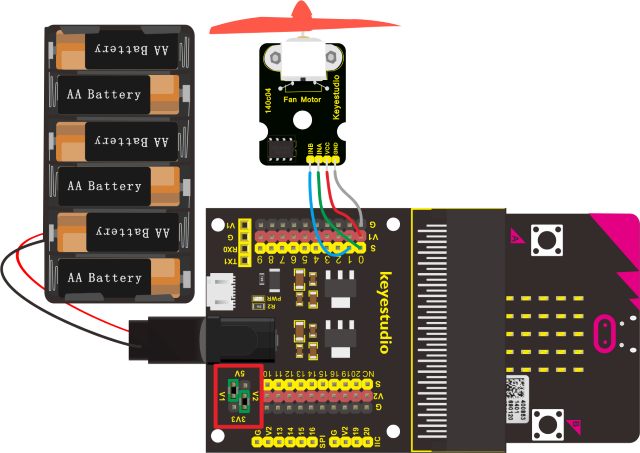 AA Battery
AA Battery
AA Battery
AA Battery
AA Battery
AA Battery
140c04
Fan Motor
Keyestudio
INB
INA
VCC
GND
V1
G
RX0
TX1
G
V1
S
9 8 7 6 5 4 3 2 1 0
PWR
R2
keyestudio
5V
V1
V2
3V3
10 11 12 13 14 15 16 19 20 NC
S
V2
G
G
V2
13
14
15
16
SPI
G
V2
19
20
IIC
A
B